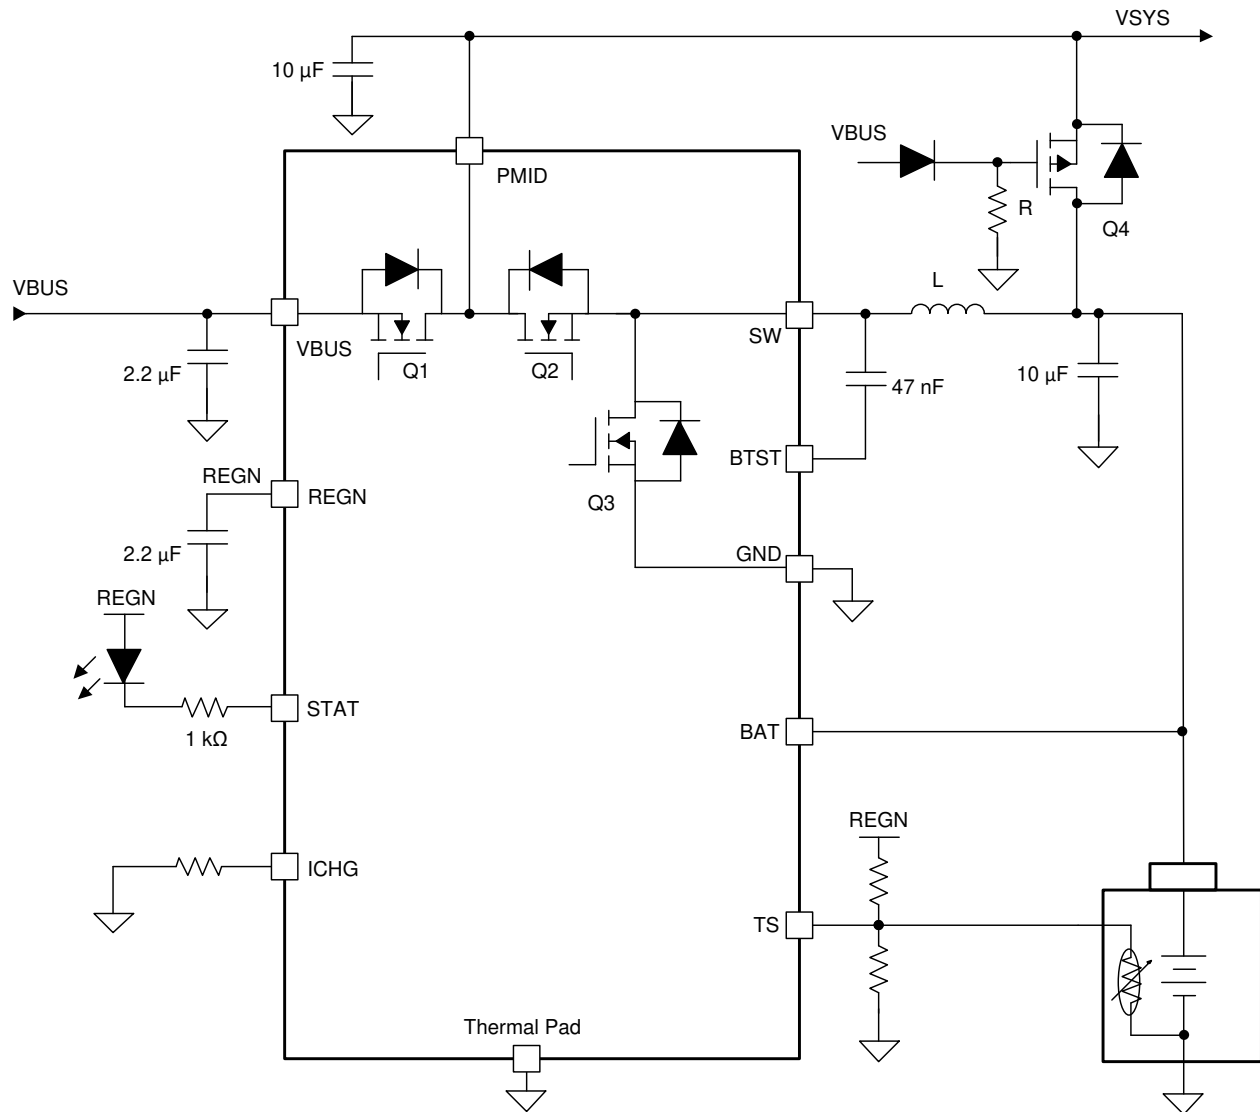 VSYS
10 µF
VBUS
PMID
R
Q4
VBUS
L
VBUS
SW
2.2 µF
Q1
Q2
10 µF
47 nF
BTST
REGN
REGN
Q3
2.2 µF
GND
REGN
STAT
1 kΩ
BAT
REGN
ICHG
TS
Thermal Pad